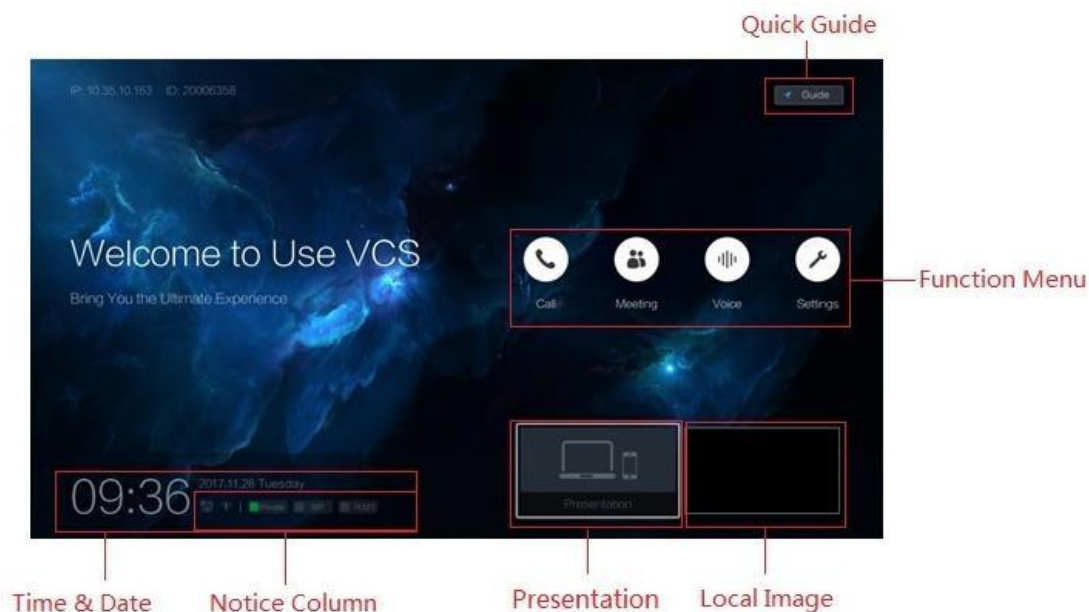 Quick Guide
IP: 10.35.10.163 ID: 20006358
Guide
Welcome to Use VCS
Bring You the Ultimate Experience
Call
Meeting
Voice
Settings
Function Menu
09:36
2017.11.28 Tuesday
Presentation
Time & Date
Notice Column
Presentation
Local Image